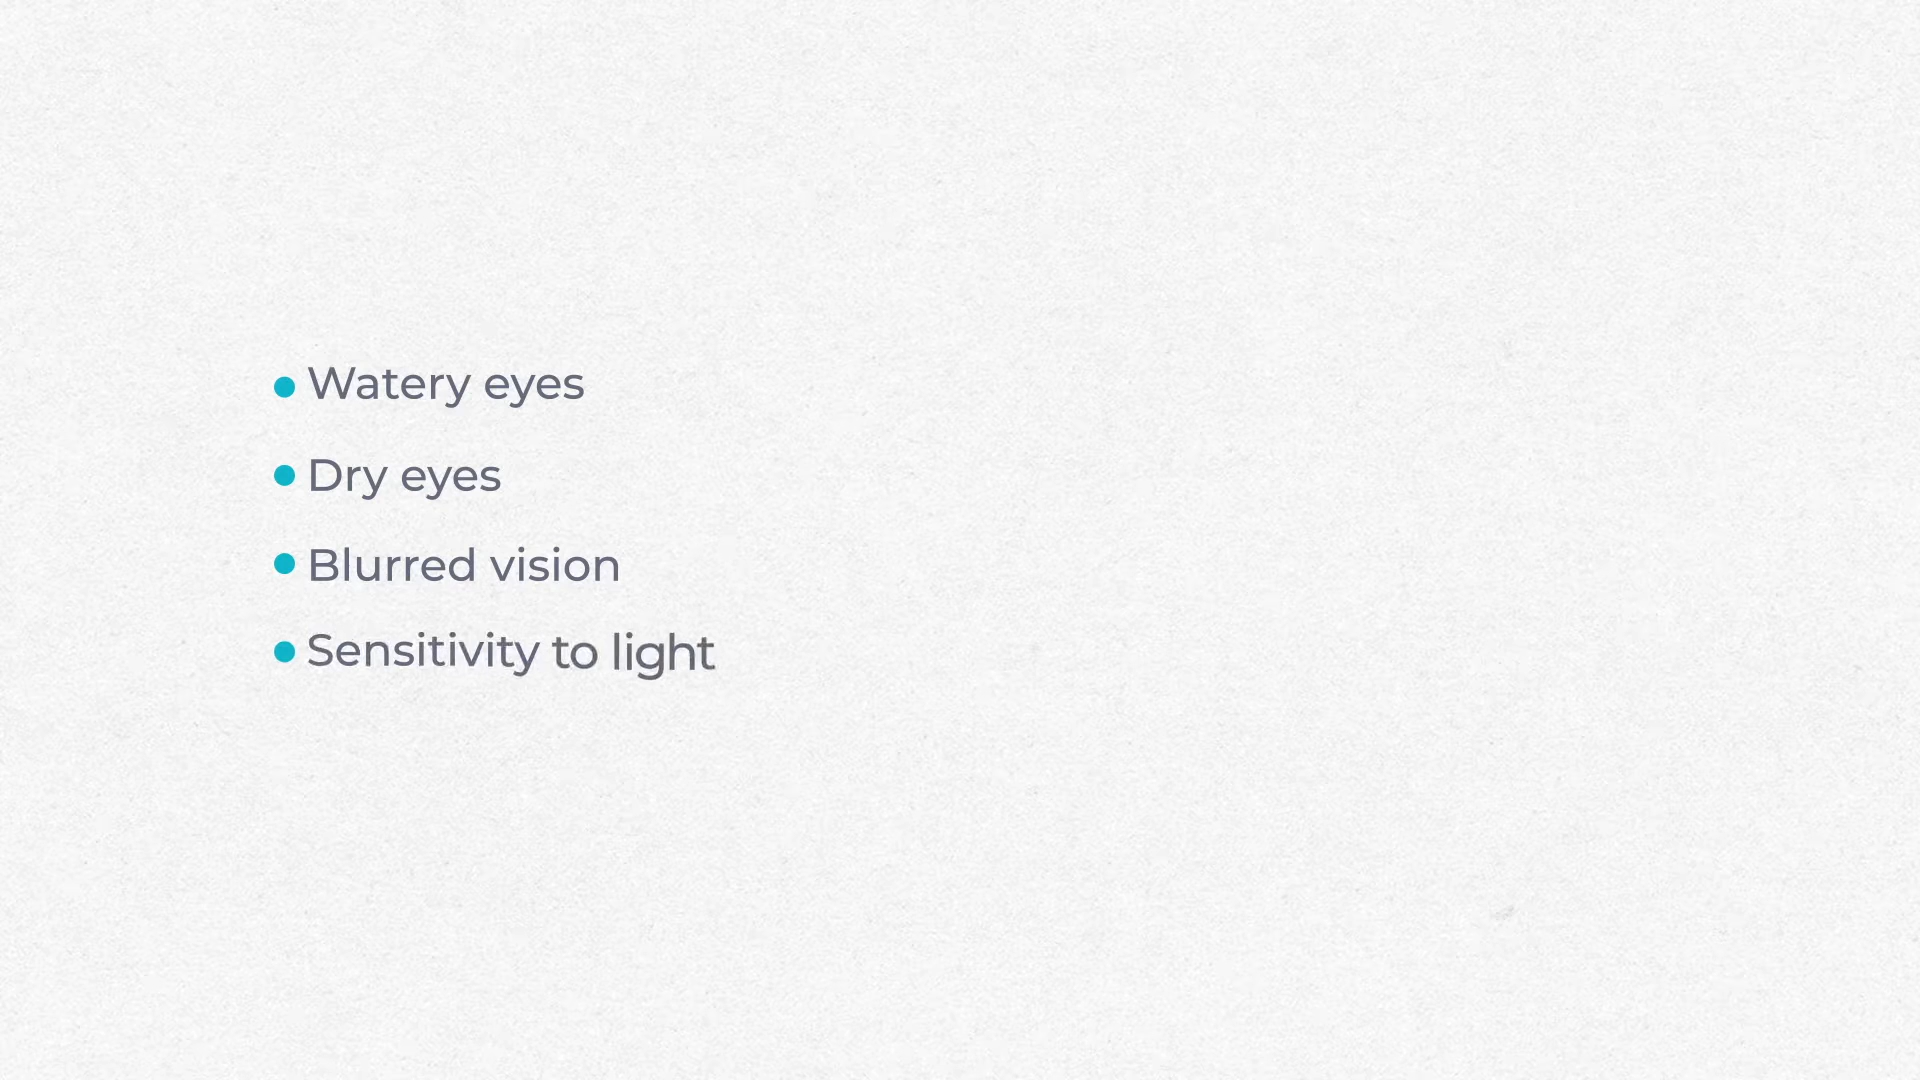 Watery eyes
Dry eyes
Blurred vision
Sensitivity to light